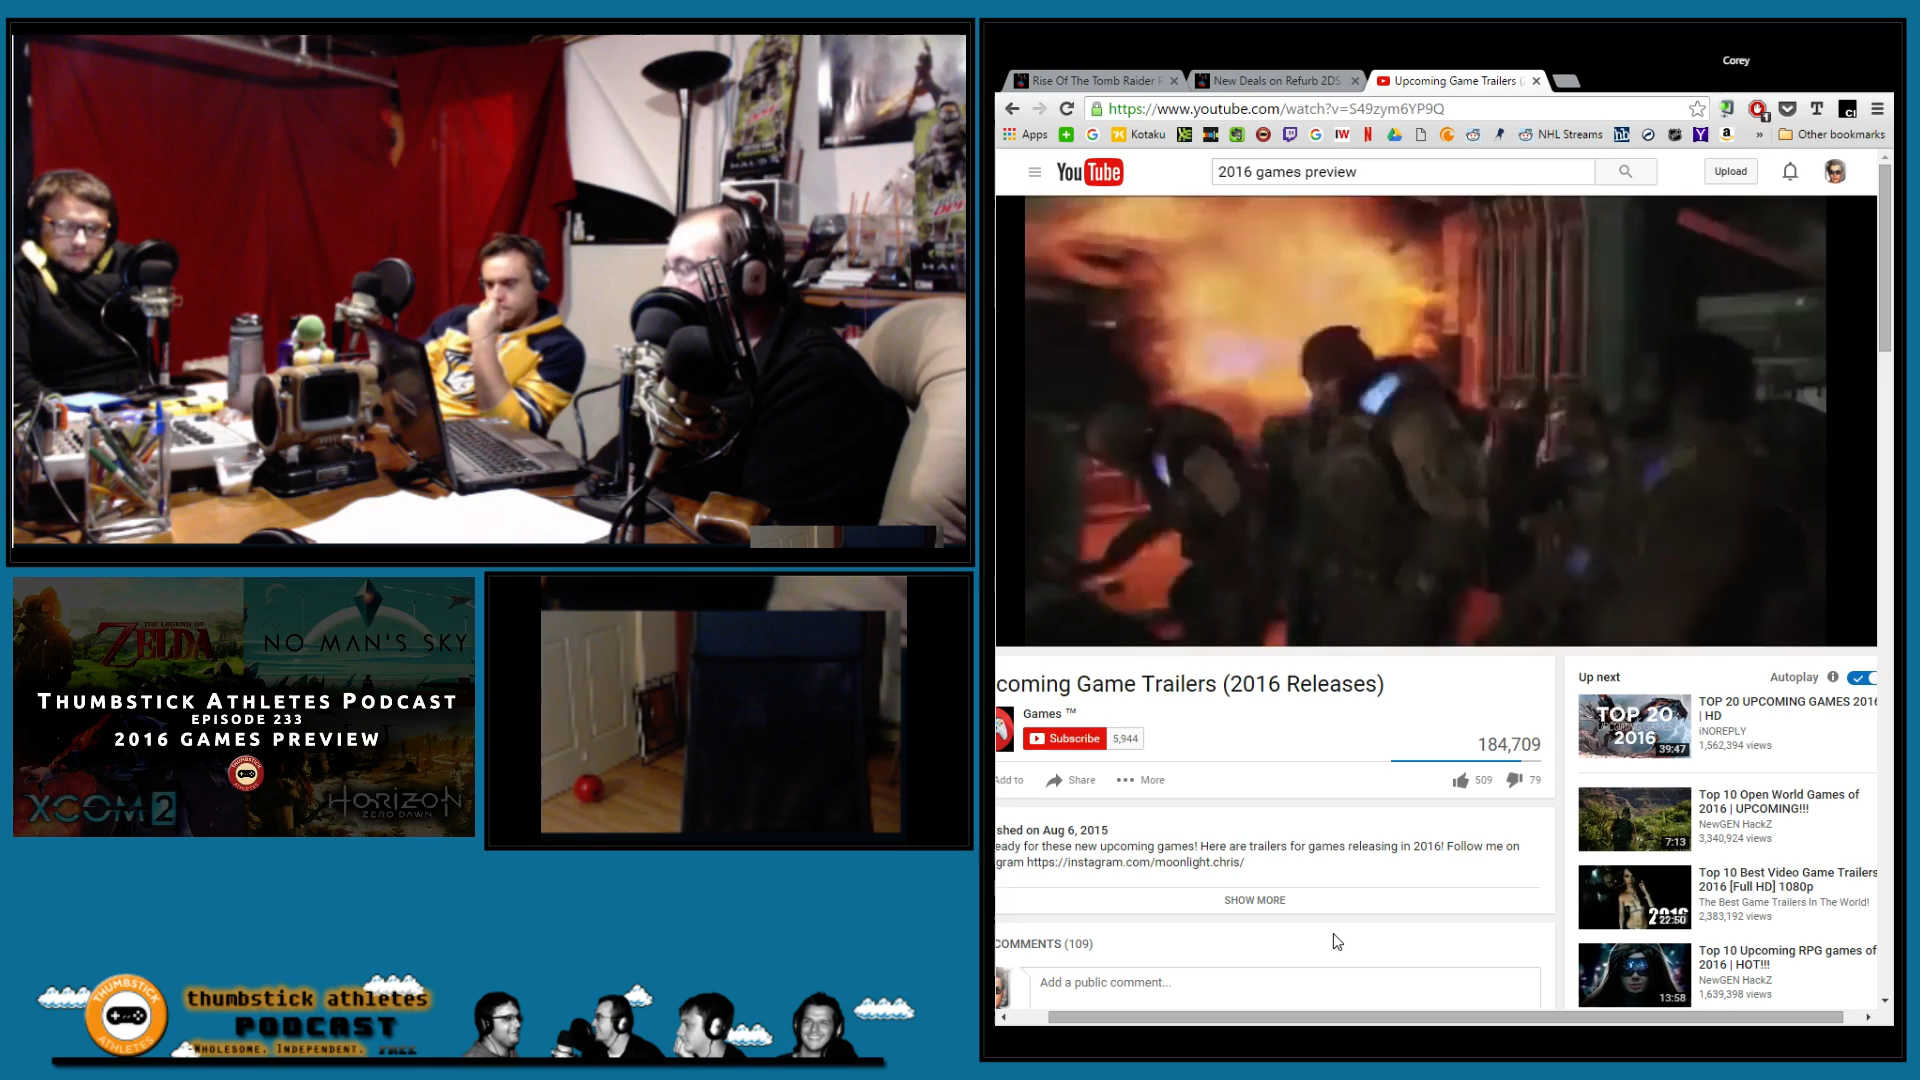 Corey
Rise Of The Tomb Raider
New Deals on Refurb 2DS
Upcoming Game Trailers (
https://www.youtube.com/watch?v=S49zym6YP9Q
Apps
Kotaku
IW
NHL Streams
Other bookmarks
YouTube
2016 games preview
Upload
coming Game Trailers (2016 Releases)
Games ™
Subscribe 5,944
184,709
Add to
Share
More
509
79
shed on Aug 6, 2015
eady for these new upcoming games! Here are trailers for games releasing in 2016! Follow me on
gram https://instagram.com/moonlight.chris/
SHOW MORE
COMMENTS (109)
Add a public comment...
Up next
Autoplay
TOP 20
2016
39:47
TOP 20 UPCOMING GAMES 2016
| HD
iNOREPLY
1,562,394 views
7:13
Top 10 Open World Games of
2016 | UPCOMING!!!
NewGEN HackZ
3,340,924 views
2016
22:50
Top 10 Best Video Game Trailers
2016 [Full HD] 1080p
The Best Game Trailers In The World!
2,383,192 views
13:58
Top 10 Upcoming RPG games of
2016 | HOT!!!
NewGEN HackZ
1,639,398 views
THE LEGEND OF
ZELDA
NO MAN'S SKY
THUMBSTICK ATHLETES PODCAST
EPISODE 233
2016 GAMES PREVIEW
XCOM 2
HORIZON
ZERO DAWN
THUMBSTICK
ATHLETES
thumbstick athletes
PODCAST
WHOLESOME. INDEPENDENT. FREE